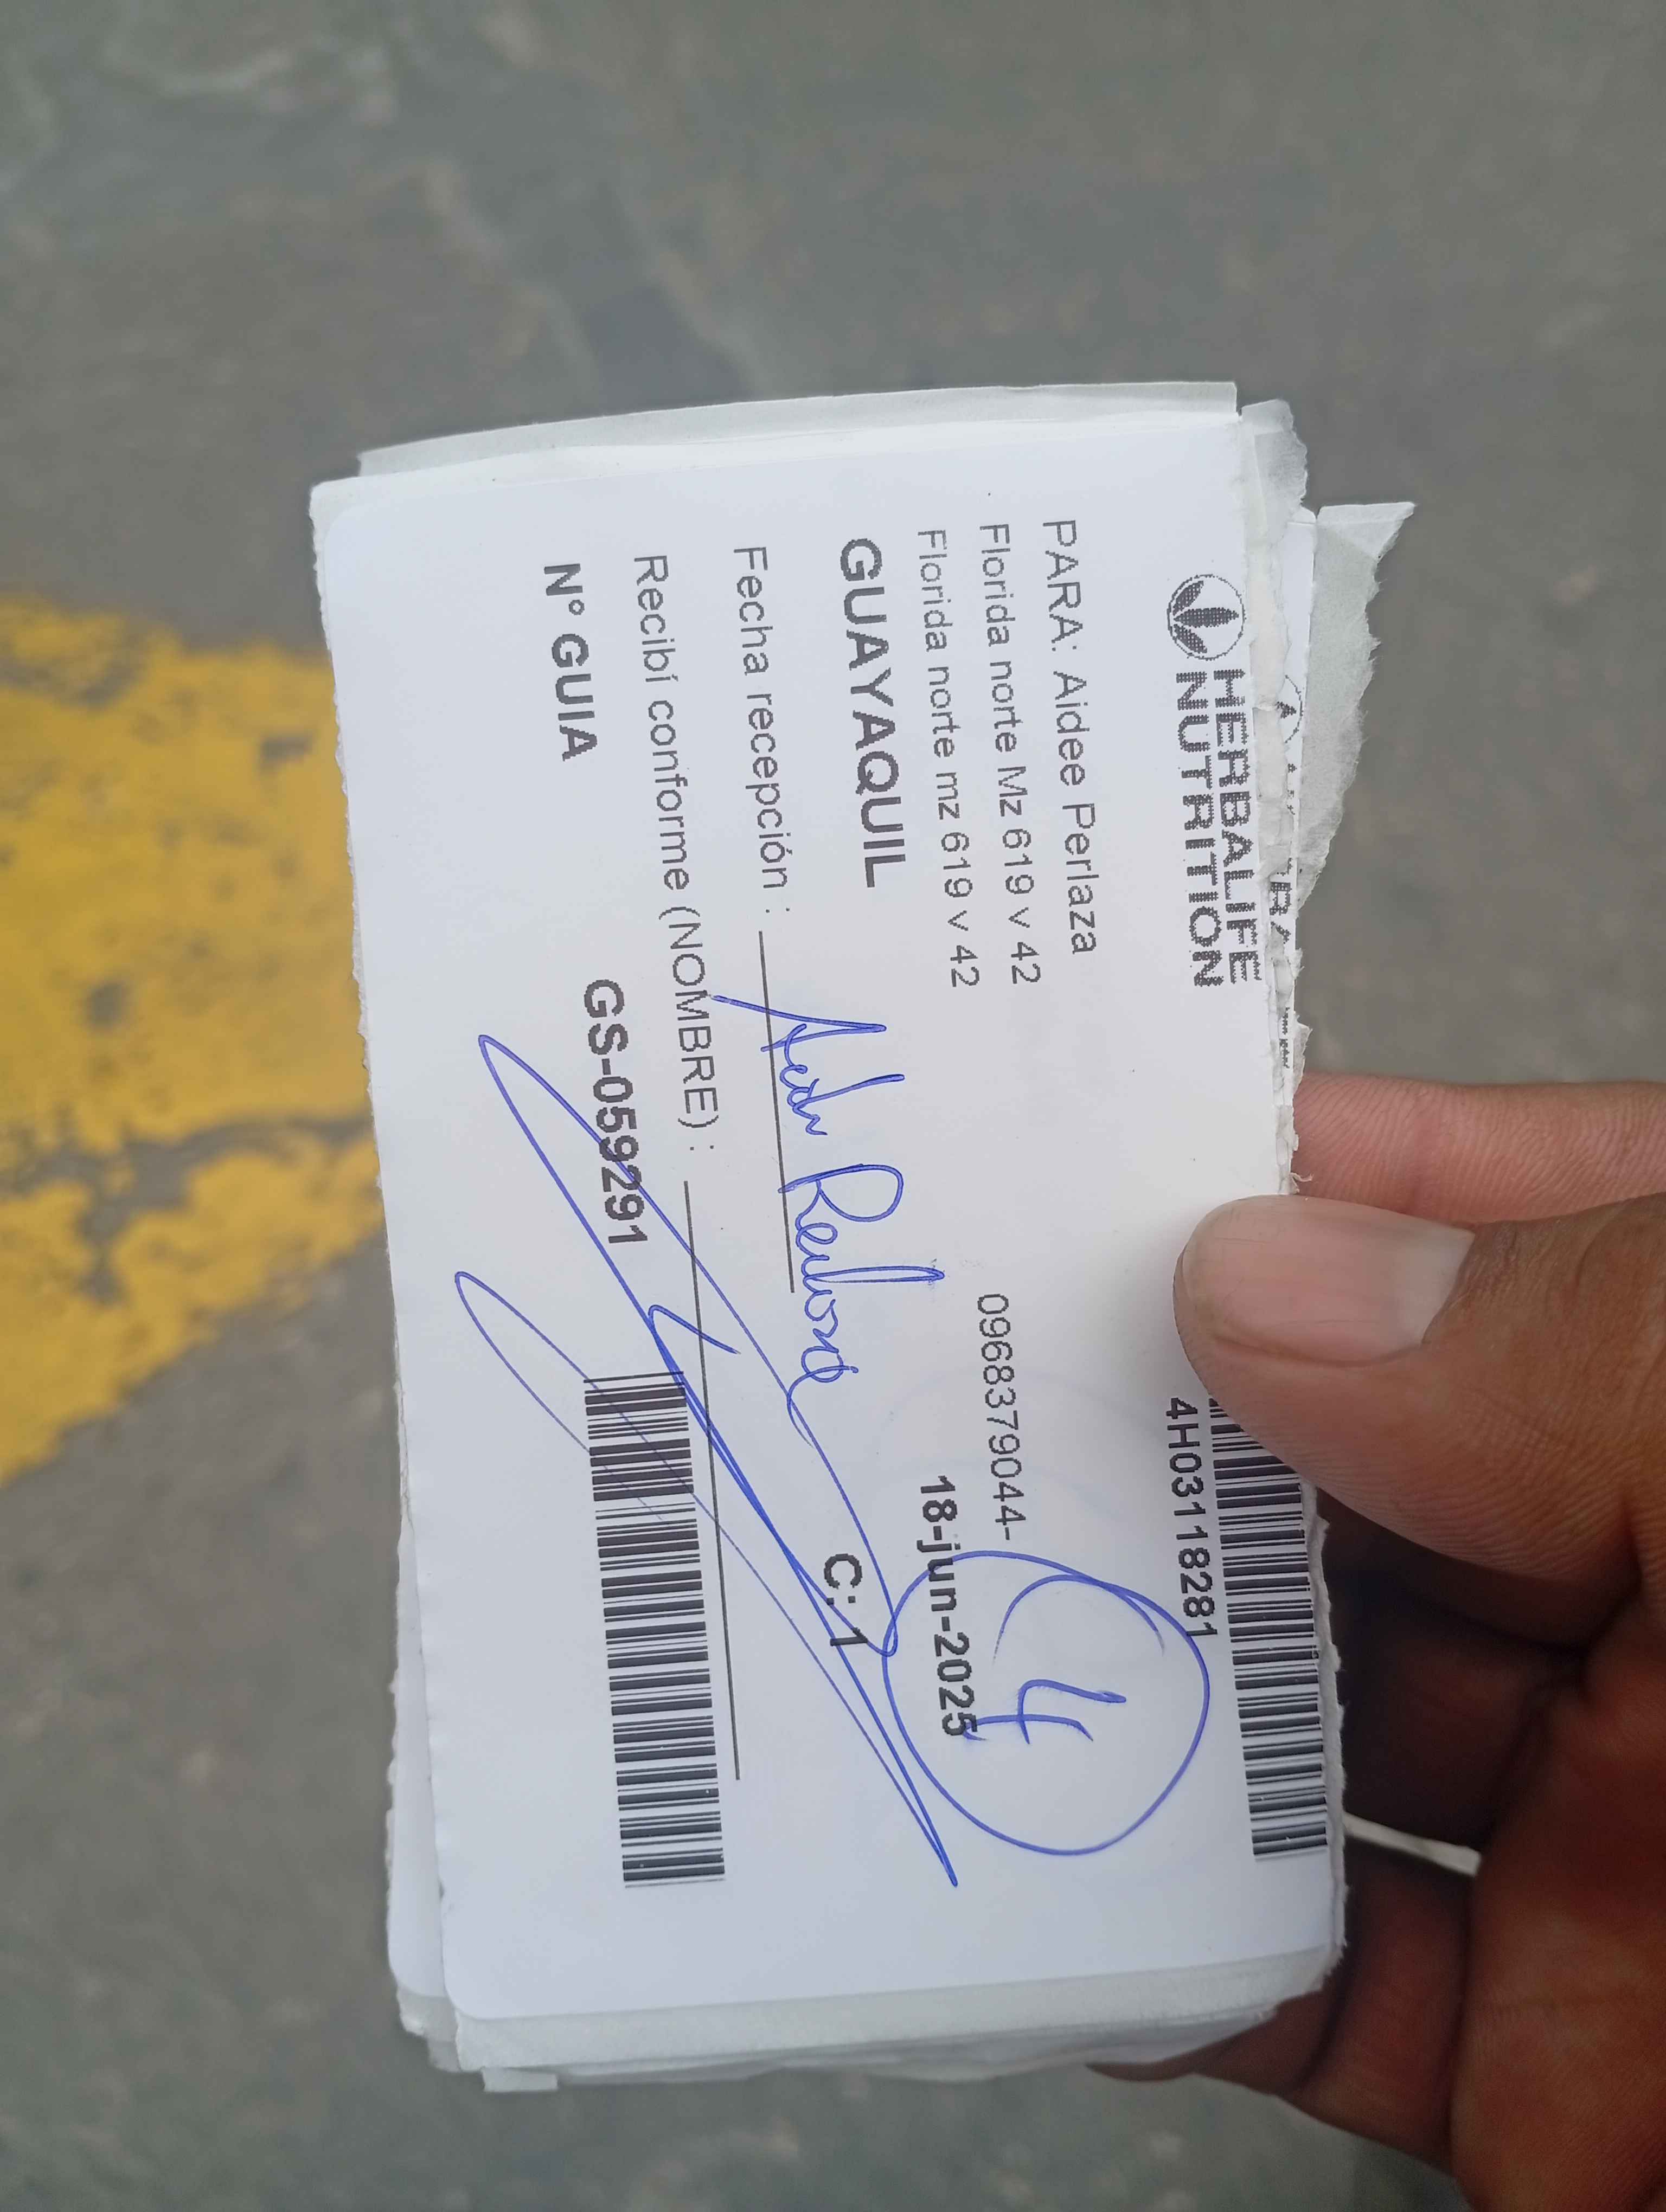 HERBALIFE
NUTRITION
4H03118281
PARA: Aidee Perlaza
Florida norte Mz 619 v 42
0968379044-
Florida norte mz 619 v 42
18-jun-2025
4
GUAYAQUIL
C: 1
Fecha recepción :
Recibí conforme (NOMBRE) :
N° GUIA
GS-059291